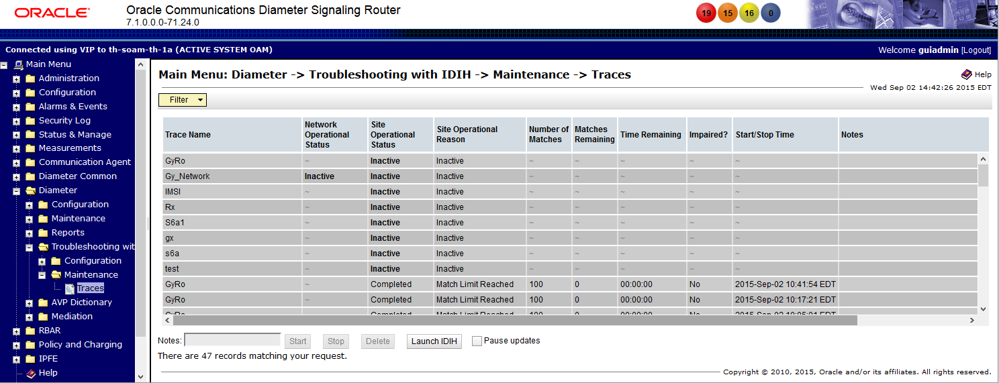 ORACLE®
Oracle Communications Diameter Signaling Router
7.1.0.0.0-71.24.0
19 15 16 0
Connected using VIP to th-soam-th-1a (ACTIVE SYSTEM OAM)
Welcome guiadmin [Logout]
Main Menu
Administration
Configuration
Alarms & Events
Security Log
Status & Manage
Measurements
Communication Agent
Diameter Common
Diameter
Configuration
Maintenance
Reports
Troubleshooting wit
Configuration
Maintenance
Traces
AVP Dictionary
Mediation
RBAR
Policy and Charging
IPFE
Help
Main Menu: Diameter -> Troubleshooting with IDIH -> Maintenance -> Traces
Help
Wed Sep 02 14:42:26 2015 EDT
Filter
Trace Name Network Operational Status Site Operational Status Site Operational Reason Number of Matches Matches Remaining Time Remaining Impaired? Start/Stop Time Notes
GyRo ~ Inactive Inactive ~ ~ ~ ~ ~
Gy_Network Inactive Inactive Inactive ~ ~ ~ ~ ~
IMSI ~ Inactive Inactive ~ ~ ~ ~ ~
Rx ~ Inactive Inactive ~ ~ ~ ~ ~
S6a1 ~ Inactive Inactive ~ ~ ~ ~ ~
gx ~ Inactive Inactive ~ ~ ~ ~ ~
s6a ~ Inactive Inactive ~ ~ ~ ~ ~
test ~ Inactive Inactive ~ ~ ~ ~ ~
GyRo ~ Completed Match Limit Reached 100 0 00:00:00 No 2015-Sep-02 10:41:54 EDT
GyRo ~ Completed Match Limit Reached 100 0 00:00:00 No 2015-Sep-02 10:17:21 EDT
GyRo Completed Match Limit Reached 100 0 00:00:00 No
Notes: Start Stop Delete Launch IDIH Pause updates
There are 47 records matching your request.
Copyright © 2010, 2015, Oracle and/or its affiliates. All rights reserved.